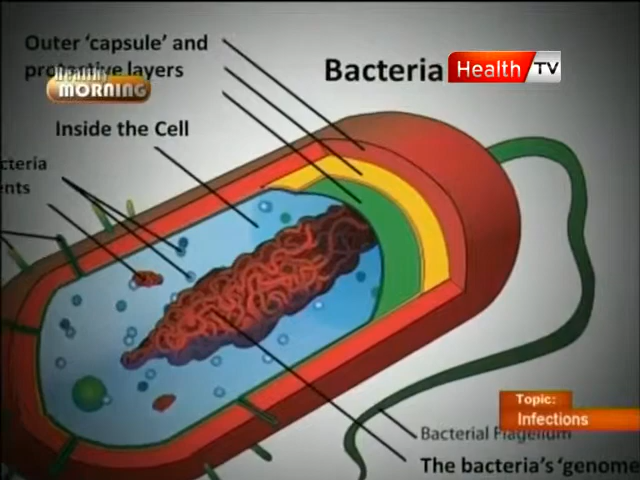 Outer ‘capsule’ and
protective layers
Healthy
MORNING
Bacteria
Health TV
Inside the Cell
cteria
ents
Topic:
Infections
Bacterial Flagellum
The bacteria’s ‘genome